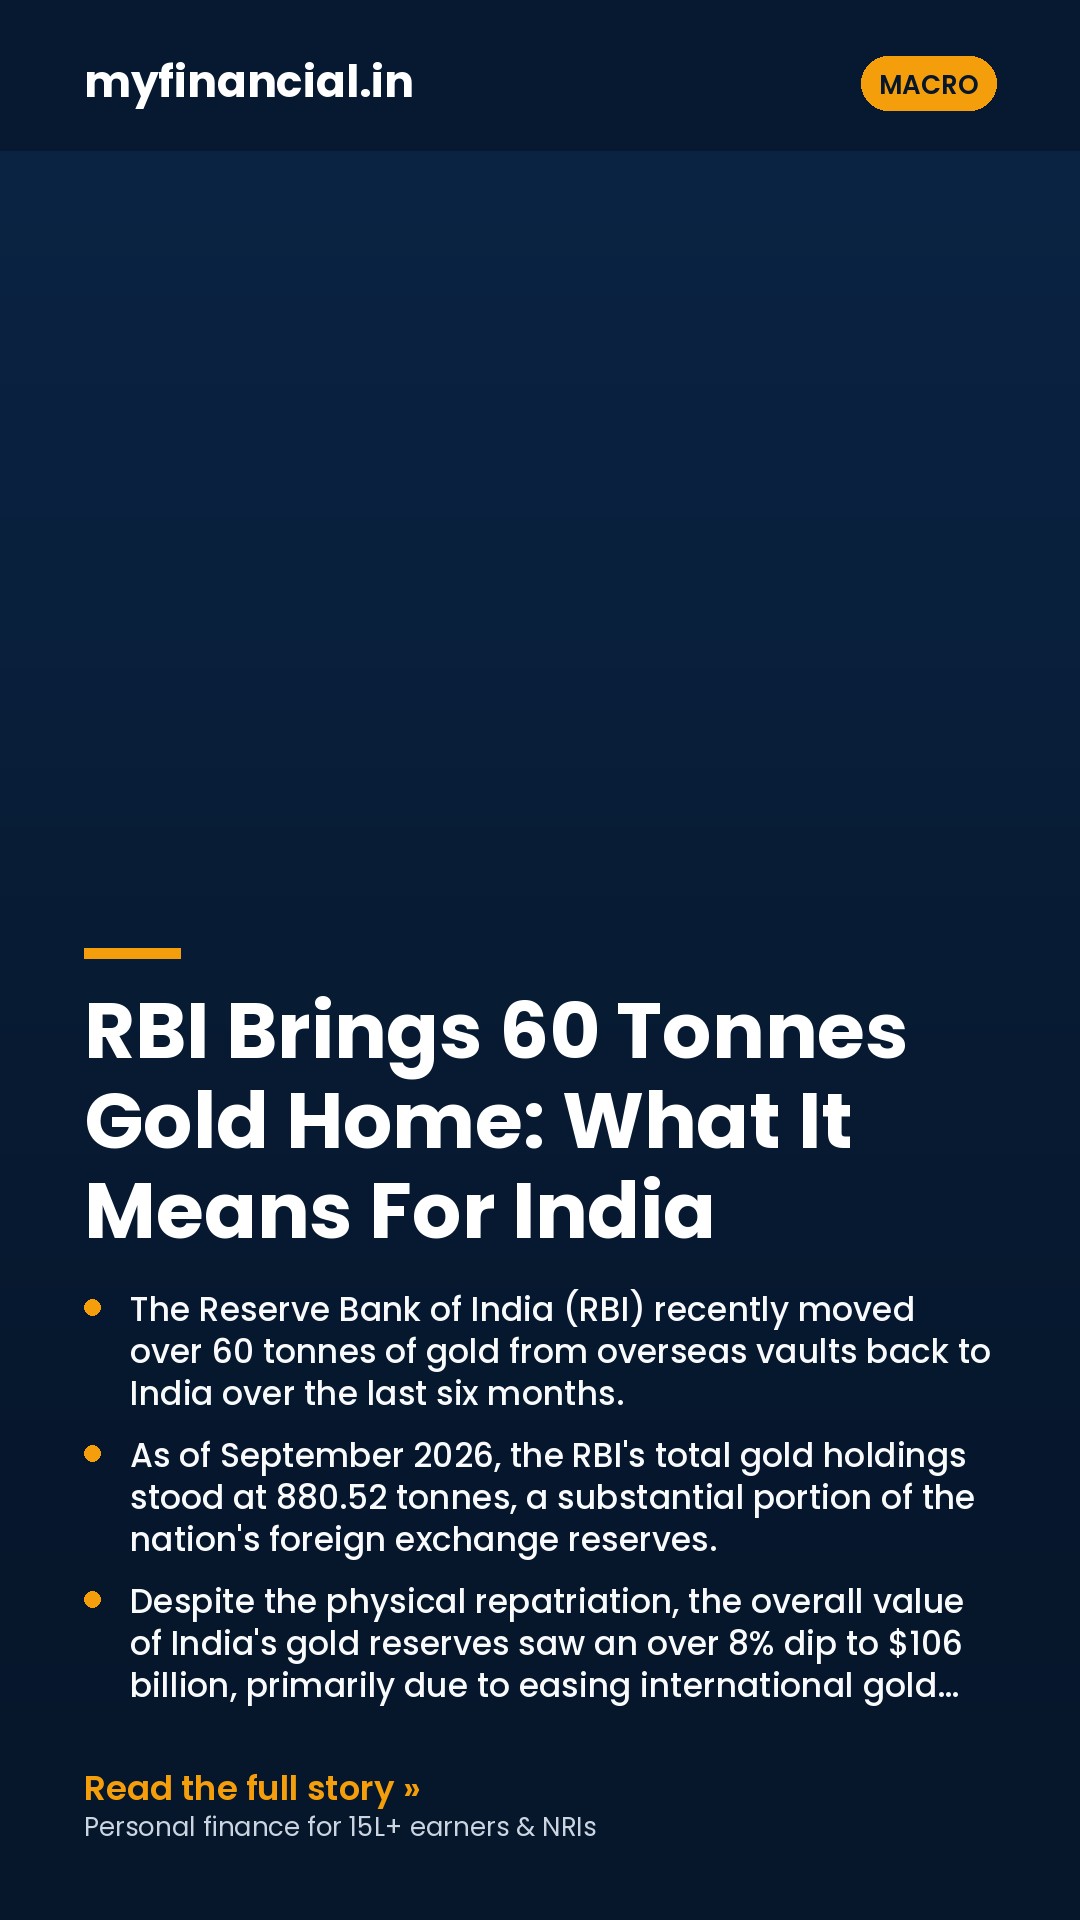 myfinancial.in
MACRO
RBI Brings 60 Tonnes
Gold Home: What It
Means For India
The Reserve Bank of India (RBI) recently moved
over 60 tonnes of gold from overseas vaults back to
India over the last six months.
As of September 2026, the RBI's total gold holdings
stood at 880.52 tonnes, a substantial portion of the
nation's foreign exchange reserves.
Despite the physical repatriation, the overall value
of India's gold reserves saw an over 8% dip to $106
billion, primarily due to easing international gold...
Read the full story »
Personal finance for 15L+ earners & NRIs